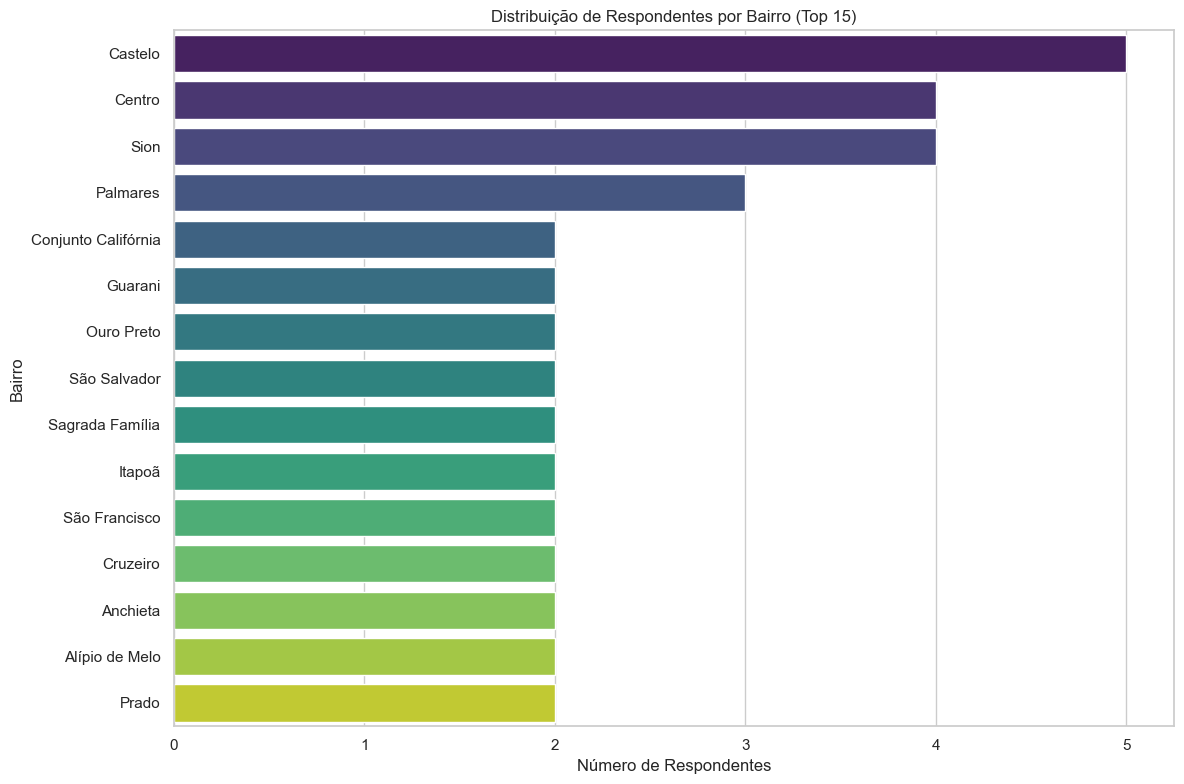 Distribuição de Respondentes por Bairro (Top 15)
Castelo
Centro
Sion
Palmares
Conjunto Califórnia
Guarani
Ouro Preto
São Salvador
Sagrada Família
Itapoã
São Francisco
Cruzeiro
Anchieta
Alípio de Melo
Prado
Bairro
0 1 2 3 4 5
Número de Respondentes